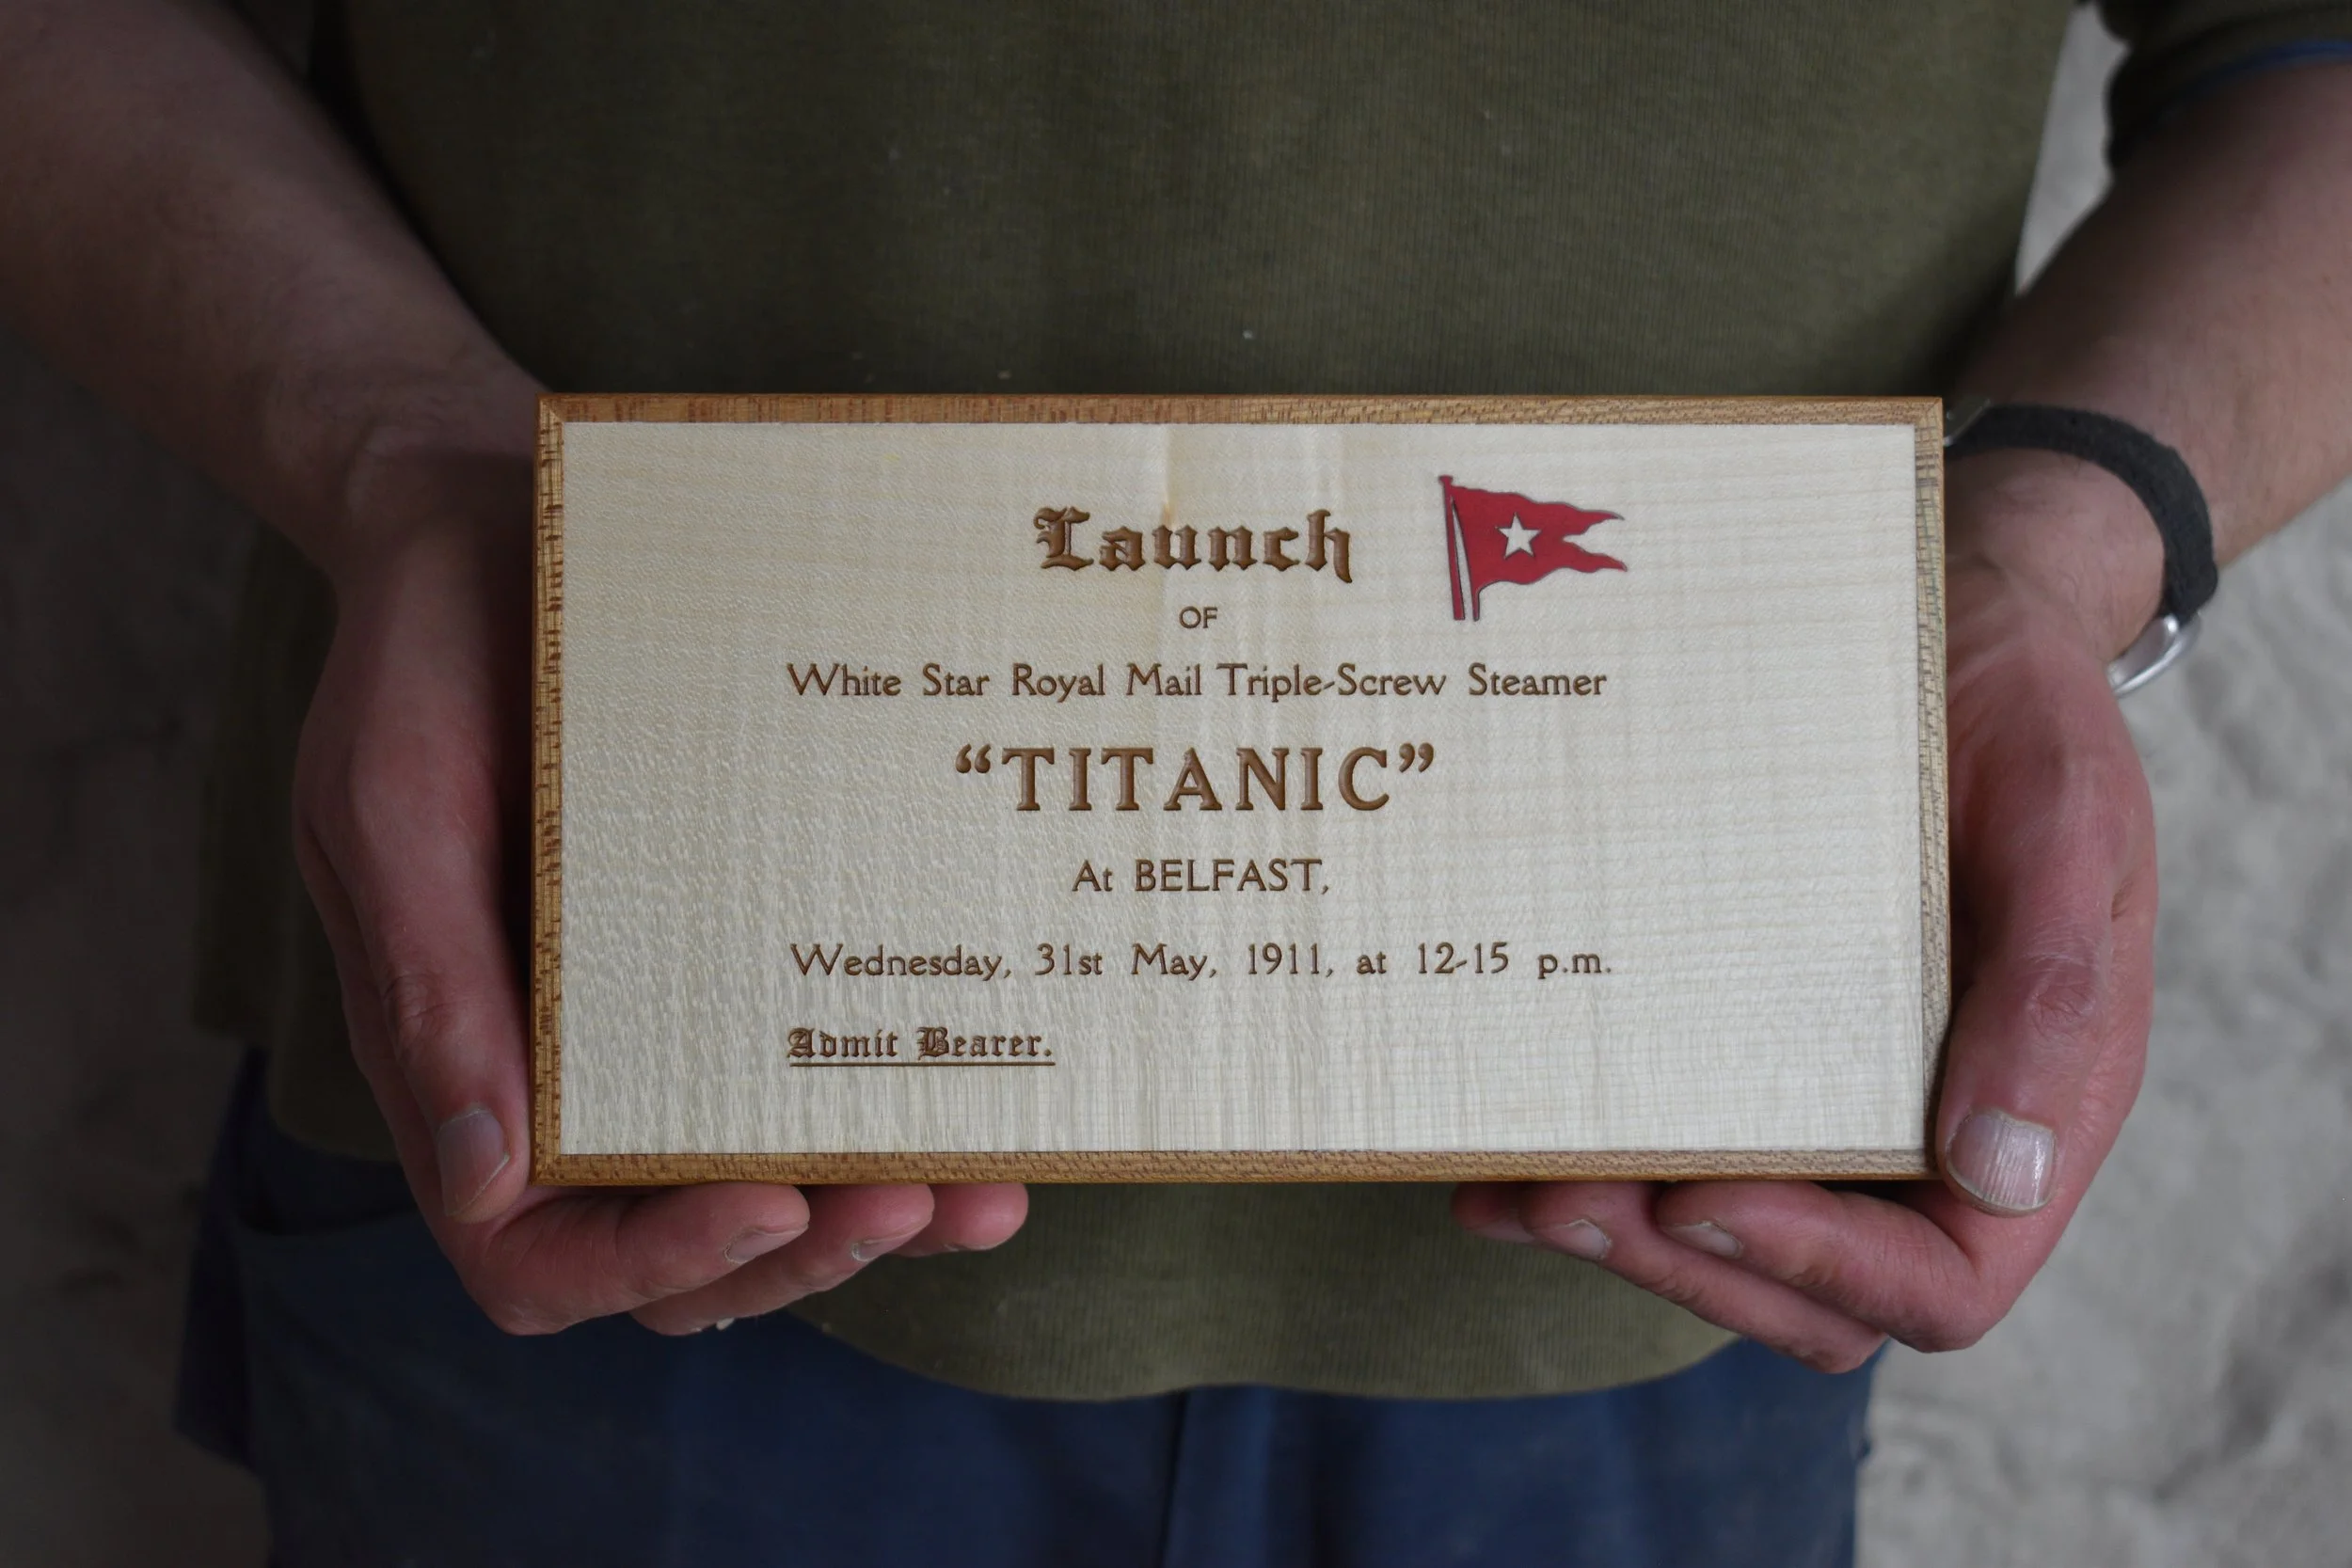 Launch
OF
White Star Royal Mail Triple-Screw Steamer
“TITANIC”
At BELFAST,
Wednesday, 31st May, 1911, at 12-15 p.m.
Admit Bearer.